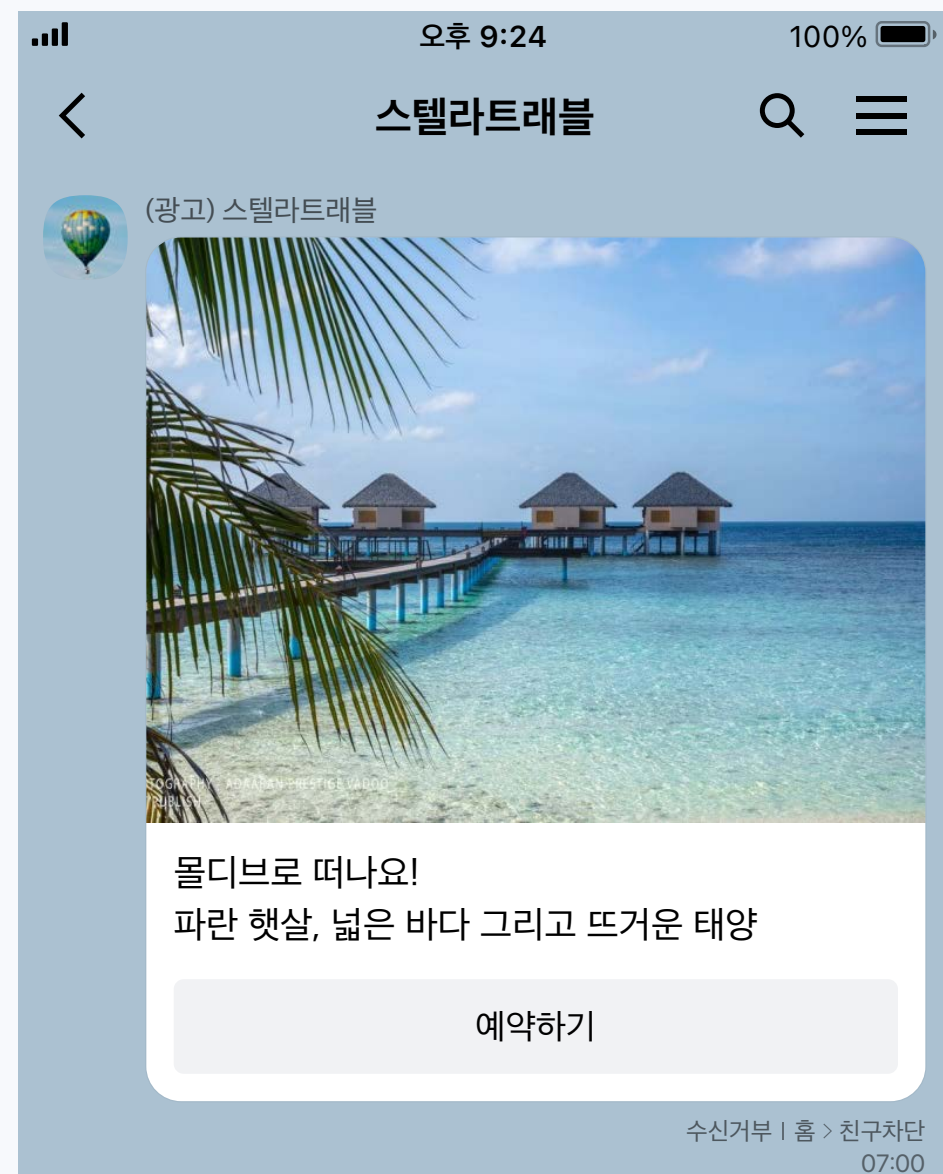 오후 9:24
100%
스텔라트래블
(광고) 스텔라트래블
PUBLISH
몰디브로 떠나요!
파란 햇살, 넓은 바다 그리고 뜨거운 태양
예약하기
수신거부 | 홈 > 친구차단
07:00